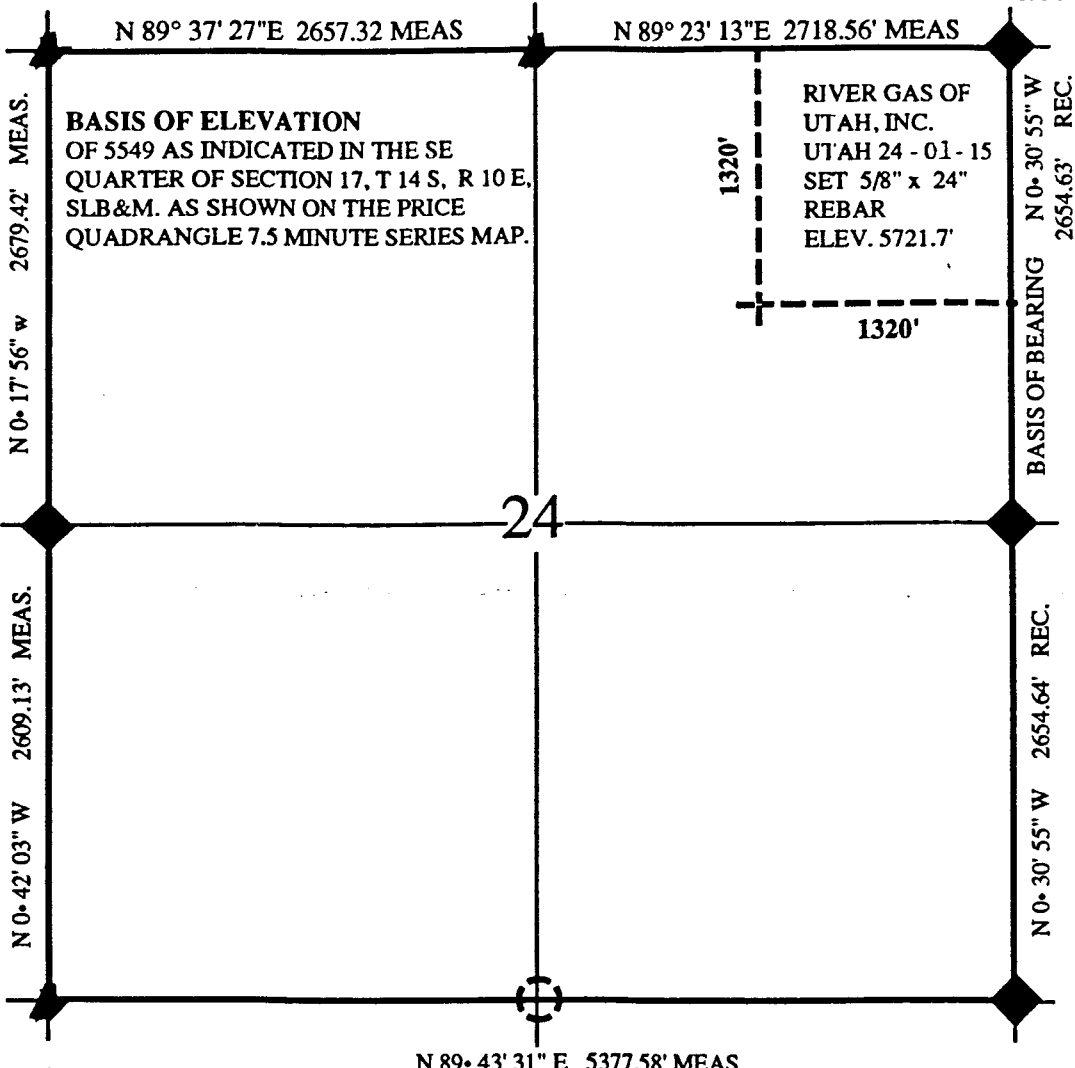 N 89° 37' 27"E 2657.32 MEAS
N 89° 23' 13"E 2718.56' MEAS
N 0• 17' 56" w 2679.42' MEAS.
BASIS OF ELEVATION
OF 5549 AS INDICATED IN THE SE
QUARTER OF SECTION 17, T 14 S, R 10 E,
SLB&M. AS SHOWN ON THE PRICE
QUADRANGLE 7.5 MINUTE SERIES MAP.
1320'
RIVER GAS OF
UTAH, INC.
UTAH 24 - 01 - 15
SET 5/8" x 24"
REBAR
ELEV. 5721.7'
1320'
BASIS OF BEARING N 0• 30' 55" W
2654.63' REC.
24
N 0• 42' 03" W 2609.13' MEAS.
N 0• 30' 55" W 2654.64' REC.
N 89• 43' 31" E 5377.58' MEAS